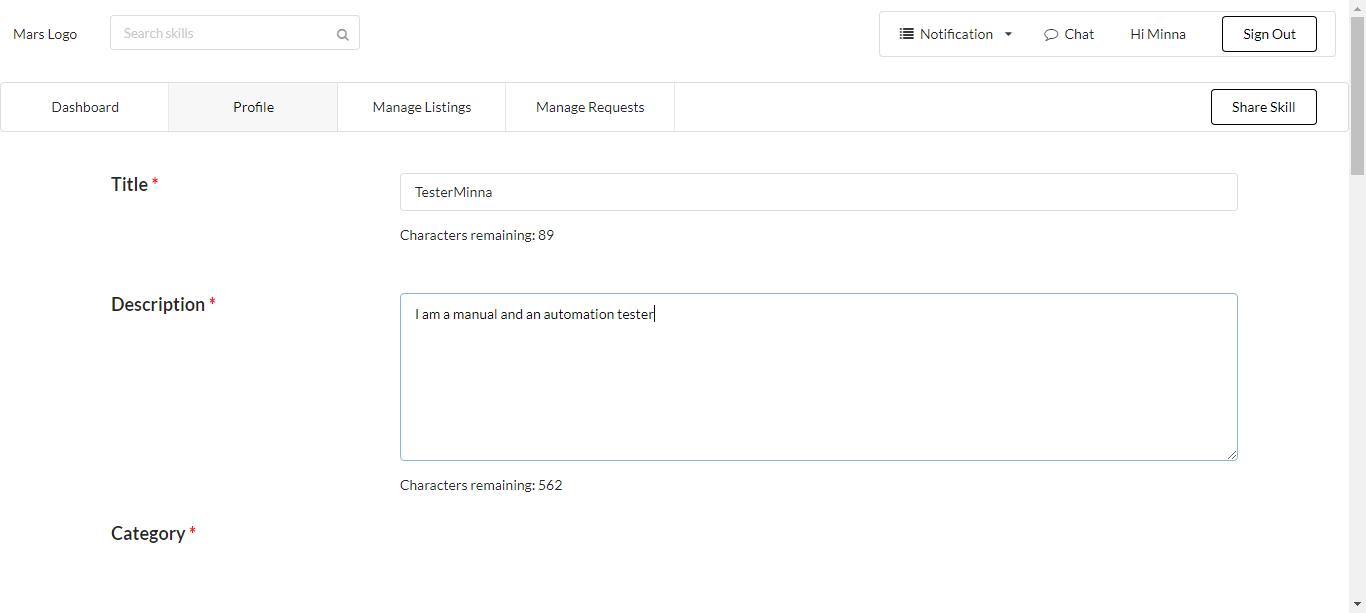 Mars Logo
Search skills
Notification
Chat
Hi Minna
Sign Out
Dashboard
Profile
Manage Listings
Manage Requests
Share Skill
Title *
TesterMinna
Characters remaining: 89
Description *
I am a manual and an automation tester
Characters remaining: 562
Category *